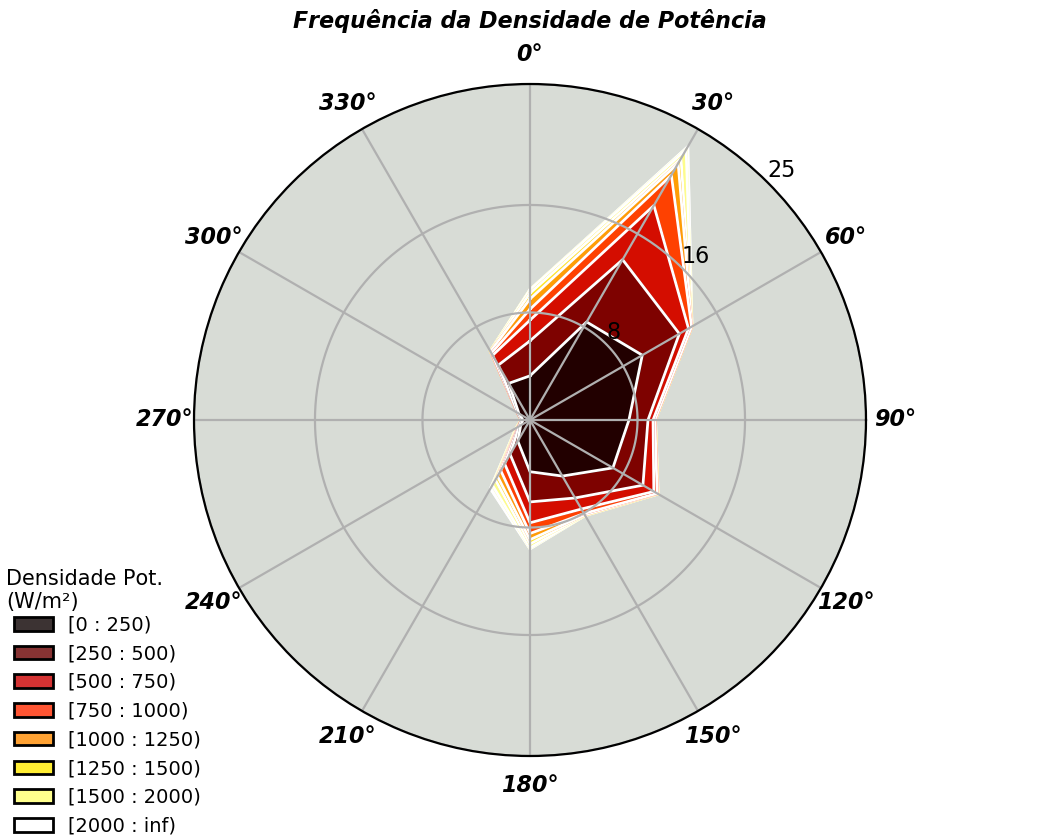 Frequência da Densidade de Potência
0°
30°
60°
90°
120°
150°
180°
210°
240°
270°
300°
330°
8
16
25
Densidade Pot.
(W/m²)
[0 : 250)
[250 : 500)
[500 : 750)
[750 : 1000)
[1000 : 1250)
[1250 : 1500)
[1500 : 2000)
[2000 : inf)